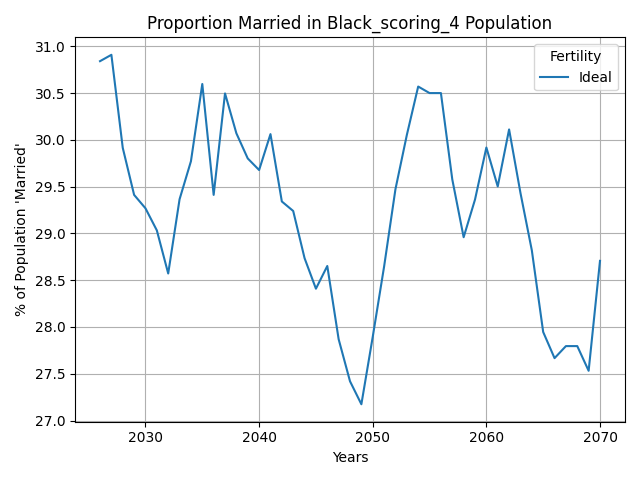 Proportion Married in Black_scoring_4 Population
31.0
30.5
30.0
29.5
29.0
28.5
28.0
27.5
27.0
% of Population 'Married'
Fertility
Ideal
2030 2040 2050 2060 2070
Years